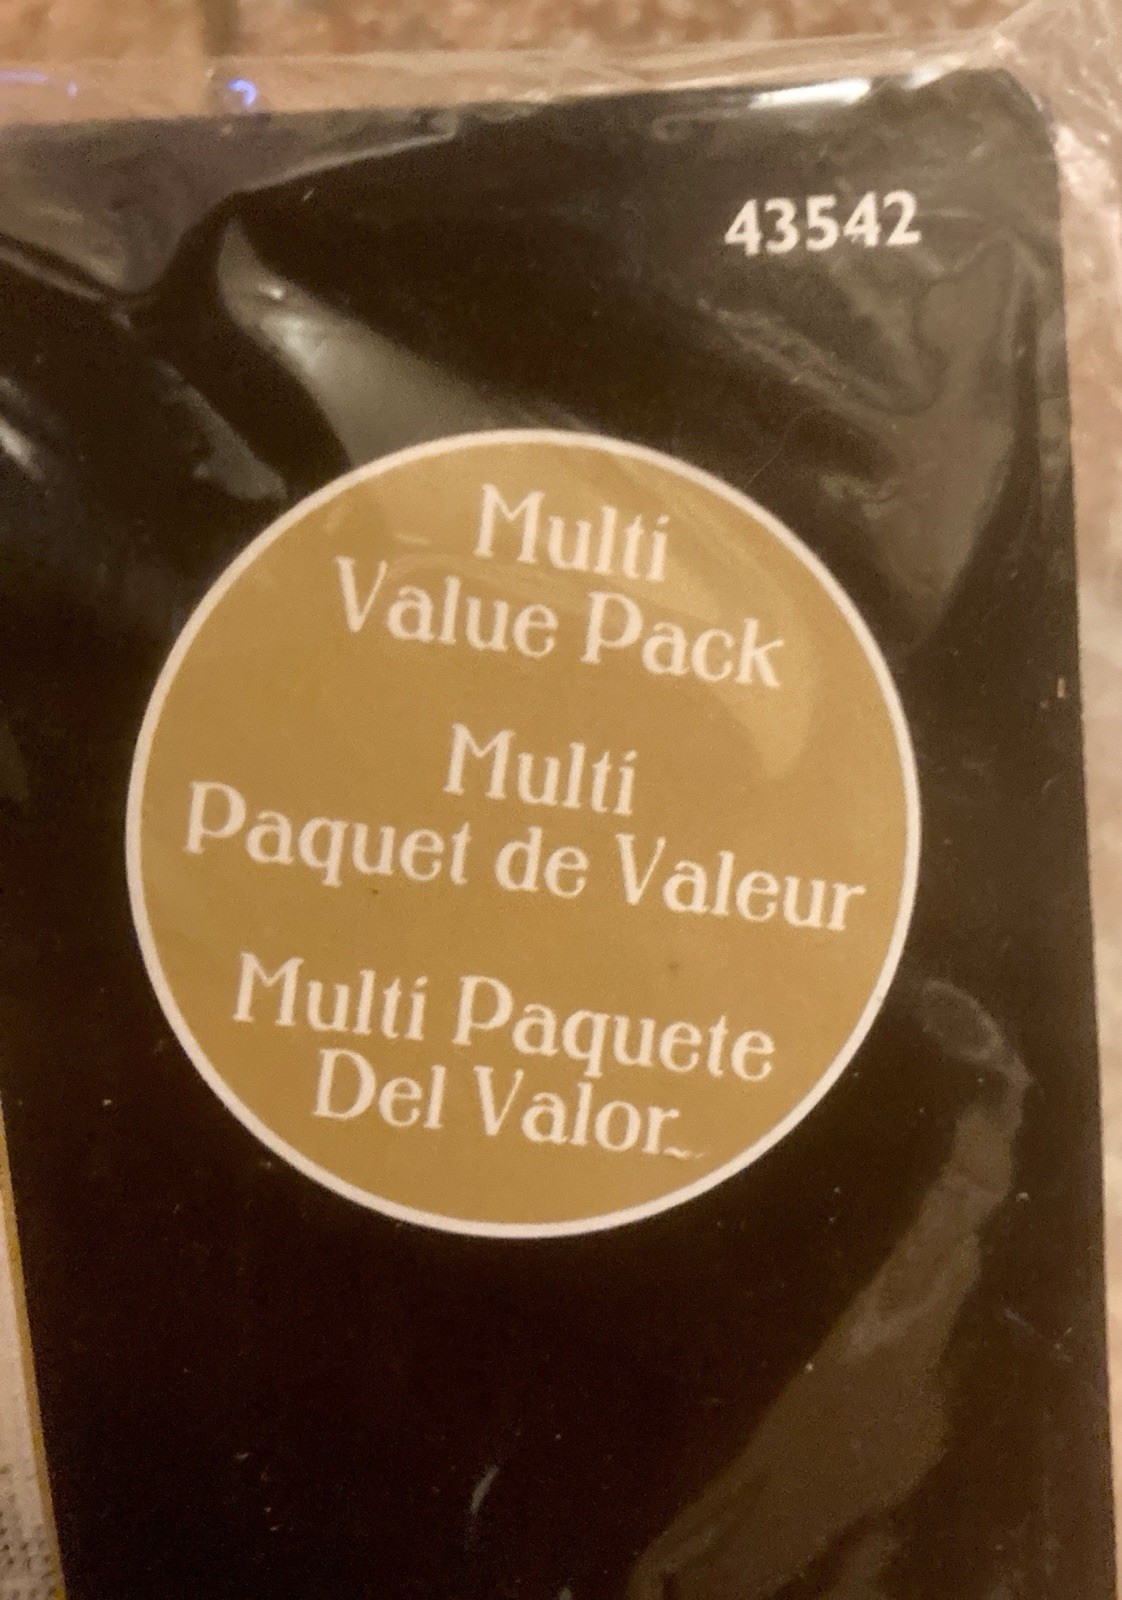 43542
Multi
Value Pack
Multi
Paquet de Valeur
Multi Paquete
Del Valor